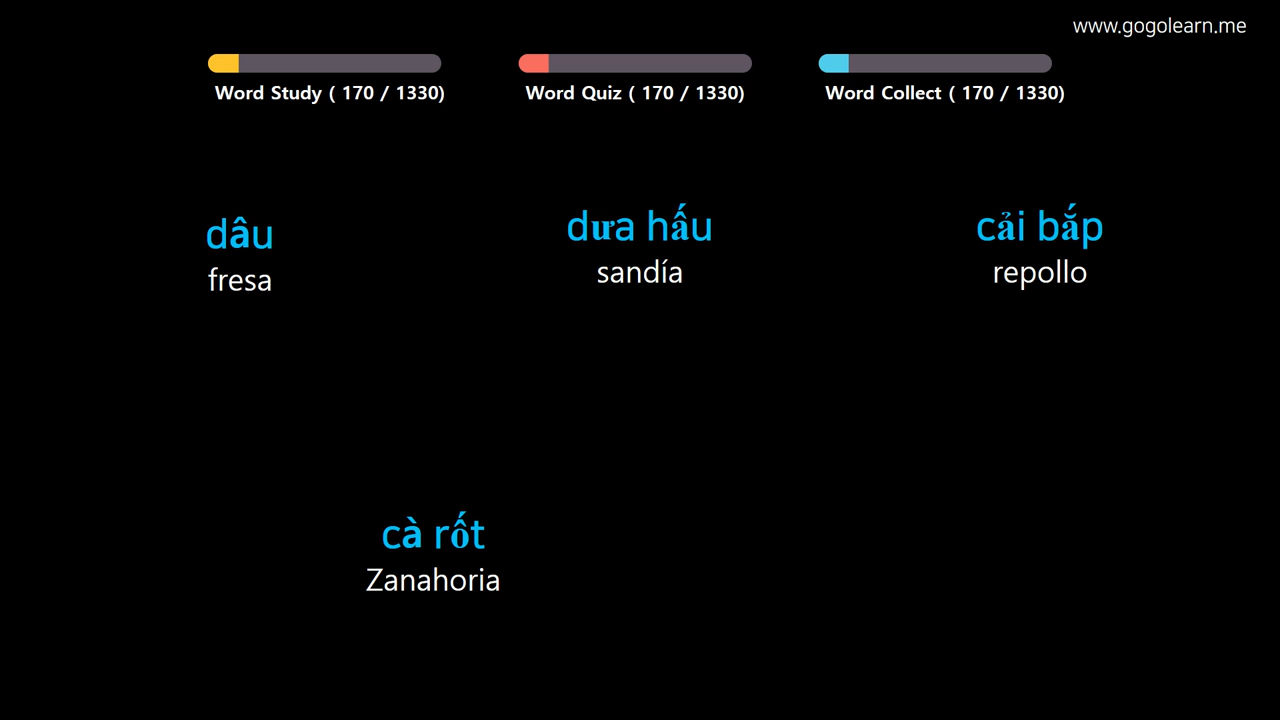 www.gogolearn.me
Word Study ( 170 / 1330)
Word Quiz ( 170 / 1330)
Word Collect ( 170 / 1330)
dâu
fresa
dưa hấu
sandía
cải bắp
repollo
cà rốt
Zanahoria